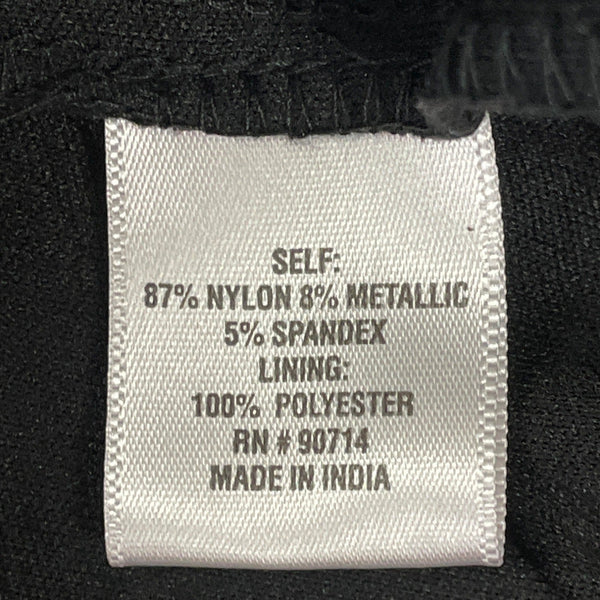 SELF:
87% NYLON 8% METALLIC
5% SPANDEX
LINING:
100% POLYESTER
RN # 90714
MADE IN INDIA